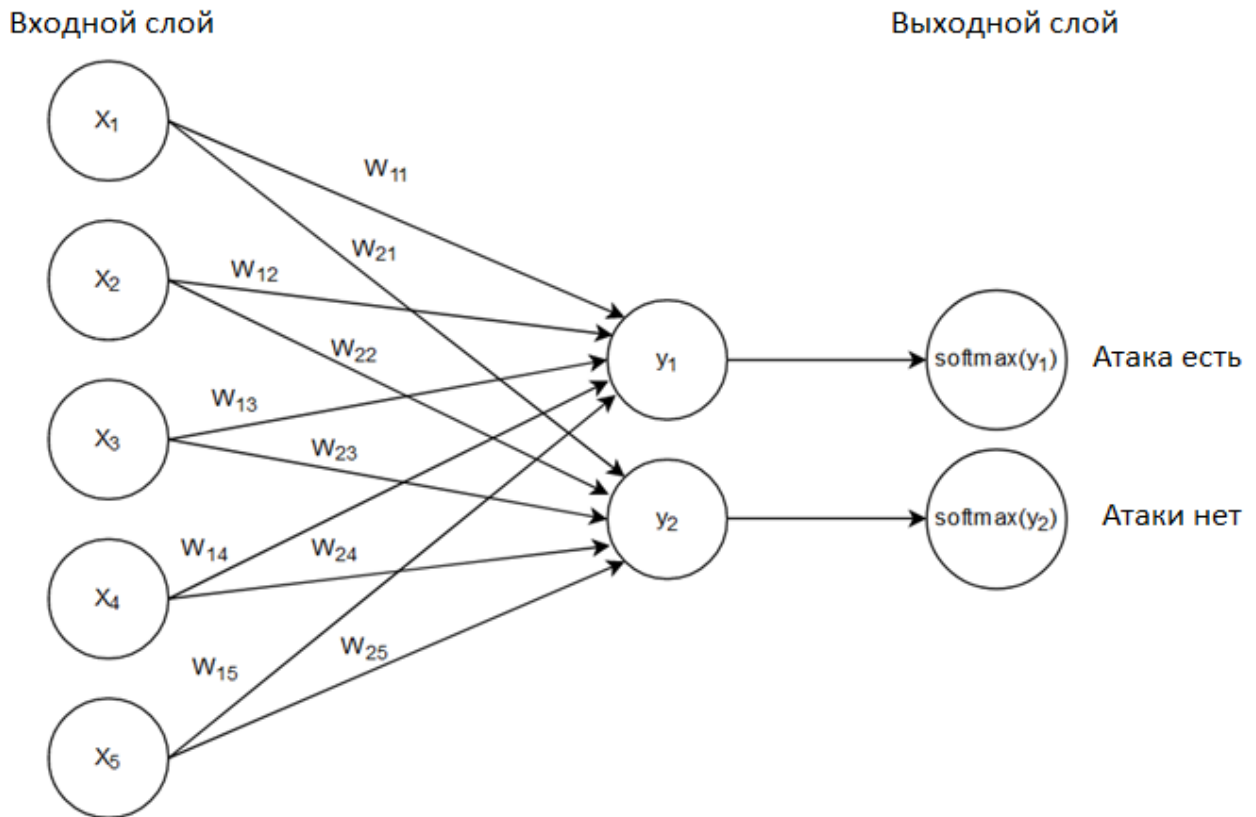 Входной слой
Выходной слой
X1
W11
W21
X2
W12
W22
y1
softmax(y1)
Атака есть
X3
W13
W23
y2
softmax(y2)
Атаки нет
X4
W14
W24
W15
W25
X5